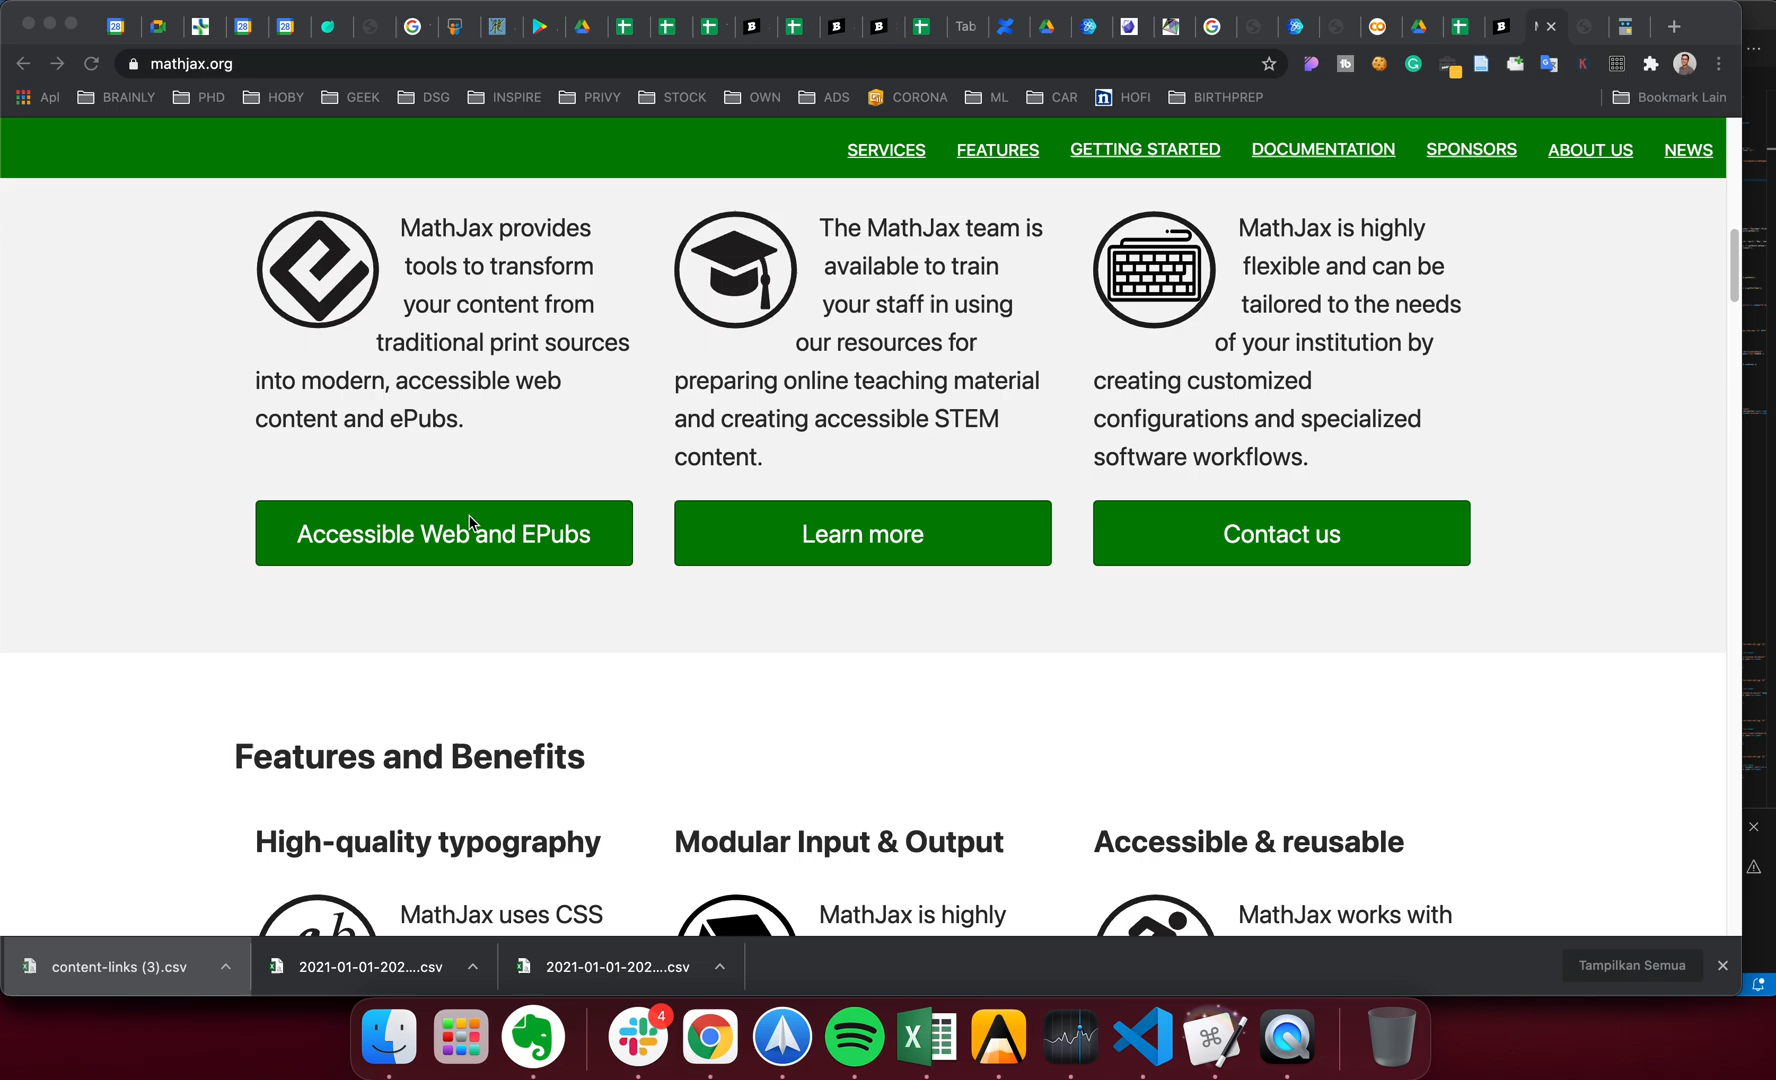 Tab
mathjax.org
Apl BRAINLY PHD HOBY GEEK DSG INSPIRE PRIVY STOCK OWN ADS CORONA ML CAR HOFI BIRTHPREP Bookmark Lain
SERVICES FEATURES GETTING STARTED DOCUMENTATION SPONSORS ABOUT US NEWS
MathJax provides
tools to transform
your content from
traditional print sources
into modern, accessible web
content and ePubs.
Accessible Web and EPubs
The MathJax team is
available to train
your staff in using
our resources for
preparing online teaching material
and creating accessible STEM
content.
Learn more
MathJax is highly
flexible and can be
tailored to the needs
of your institution by
creating customized
configurations and specialized
software workflows.
Contact us
Features and Benefits
High-quality typography
MathJax uses CSS
Modular Input & Output
MathJax is highly
Accessible & reusable
MathJax works with
content-links (3).csv
2021-01-01-202....csv
2021-01-01-202....csv
Tampilkan Semua
4